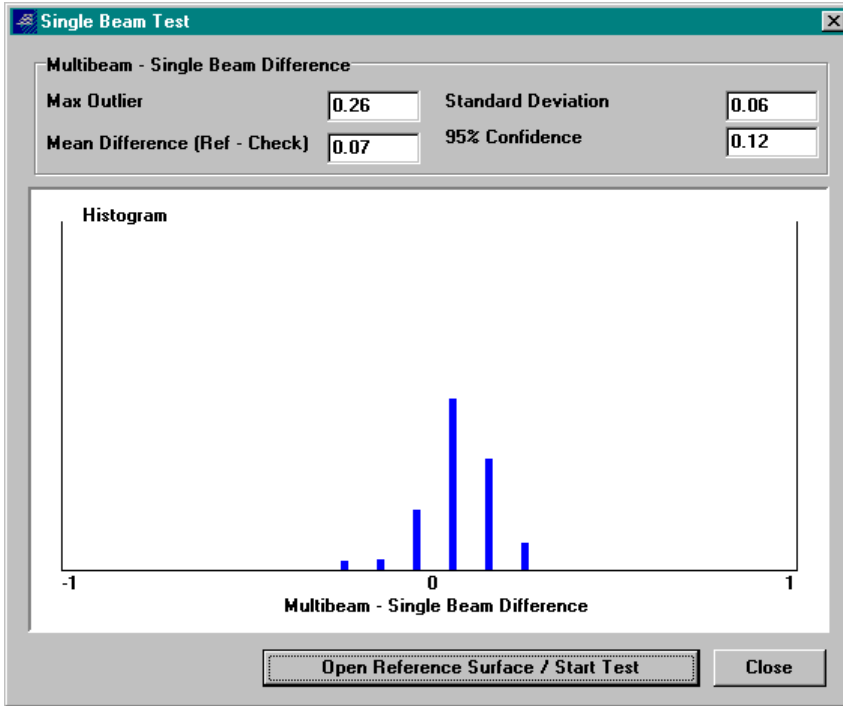 Single Beam Test
Multibeam - Single Beam Difference
Max Outlier 0.26 Standard Deviation 0.06
Mean Difference (Ref - Check) 0.07 95% Confidence 0.12
Histogram
-1 0 1
Multibeam - Single Beam Difference
Open Reference Surface / Start Test Close